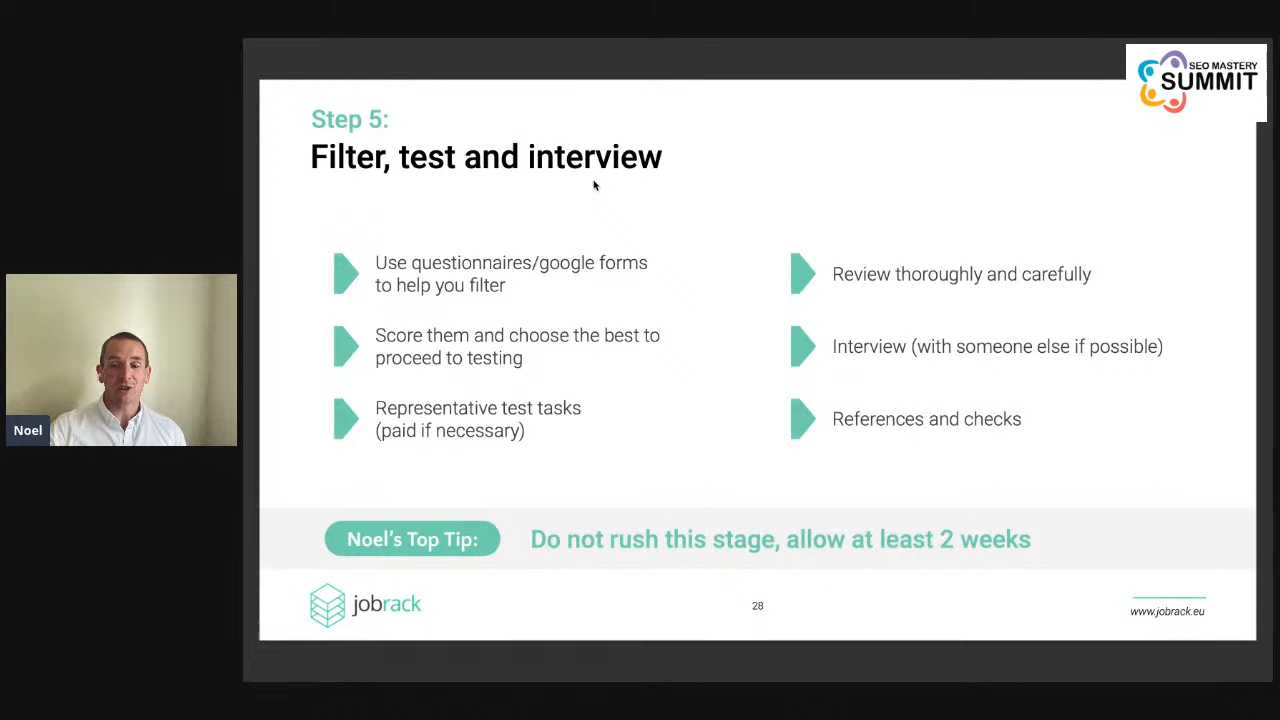 SEO MASTERY
SUMMIT
Step 5:
Filter, test and interview
Use questionnaires/google forms
to help you filter
Score them and choose the best to
proceed to testing
Representative test tasks
(paid if necessary)
Review thoroughly and carefully
Interview (with someone else if possible)
References and checks
Noel
Noel's Top Tip:
Do not rush this stage, allow at least 2 weeks
jobrack
28
www.jobrack.eu